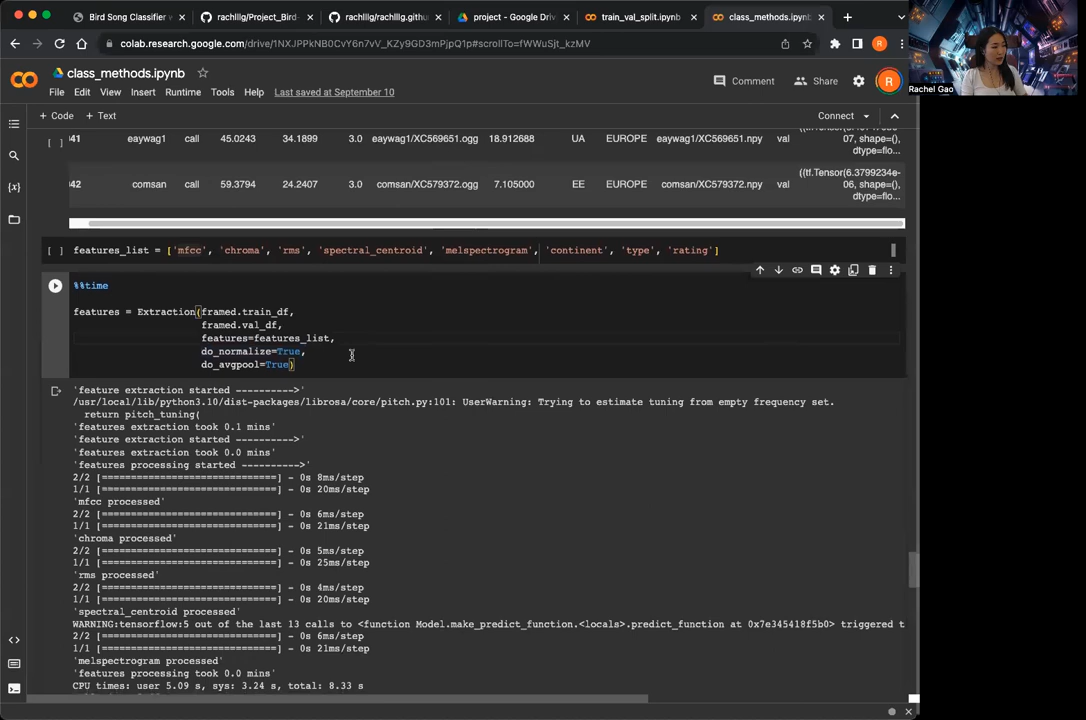 Bird Song Classifier w
rachlllg/Project_Bird-
rachlllg/rachlllg.githu
project - Google Driv
train_val_split.ipynb
class_methods.ipynb
colab.research.google.com/drive/1NXJPPkNB0CvY6n7vV_KZy9GD3mPjpQ1p#scrollTo=fWWuSjt_kzMV
R
Rachel Gao
class_methods.ipynb
File Edit View Insert Runtime Tools Help Last saved at September 10
Comment Share R
+ Code + Text Connect
[ ] 41 eaywag1 call 45.0243 34.1899 3.0 eaywag1/XC569651.ogg 18.912688 UA EUROPE eaywag1/XC569651.npy val
07, shape=(),
dtype=flo...
42 comsan call 59.3794 24.2407 3.0 comsan/XC579372.ogg 7.105000 EE EUROPE comsan/XC579372.npy val
((tf.Tensor(6.3799234e-
06, shape=(),
dtype=flo...
[ ] features_list = ['mfcc', 'chroma', 'rms', 'spectral_centroid', 'melspectrogram', 'continent', 'type', 'rating']
%%time
features = Extraction(framed.train_df,
framed.val_df,
features=features_list,
do_normalize=True,
do_avgpool=True)
'feature extraction started ---------->'
/usr/local/lib/python3.10/dist-packages/librosa/core/pitch.py:101: UserWarning: Trying to estimate tuning from empty frequency set.
return pitch_tuning(
'features extraction took 0.1 mins'
'feature extraction started ---------->'
'features extraction took 0.0 mins'
'features processing started ---------->'
2/2 [==============================] - 0s 8ms/step
1/1 [==============================] - 0s 20ms/step
'mfcc processed'
2/2 [==============================] - 0s 6ms/step
1/1 [==============================] - 0s 21ms/step
'chroma processed'
2/2 [==============================] - 0s 5ms/step
1/1 [==============================] - 0s 25ms/step
'rms processed'
2/2 [==============================] - 0s 4ms/step
1/1 [==============================] - 0s 20ms/step
'spectral_centroid processed'
WARNING:tensorflow:5 out of the last 13 calls to <function Model.make_predict_function.<locals>.predict_function at 0x7e345418f5b0> triggered t
2/2 [==============================] - 0s 6ms/step
1/1 [==============================] - 0s 21ms/step
'melspectrogram processed'
'features processing took 0.0 mins'
CPU times: user 5.09 s, sys: 3.24 s, total: 8.33 s